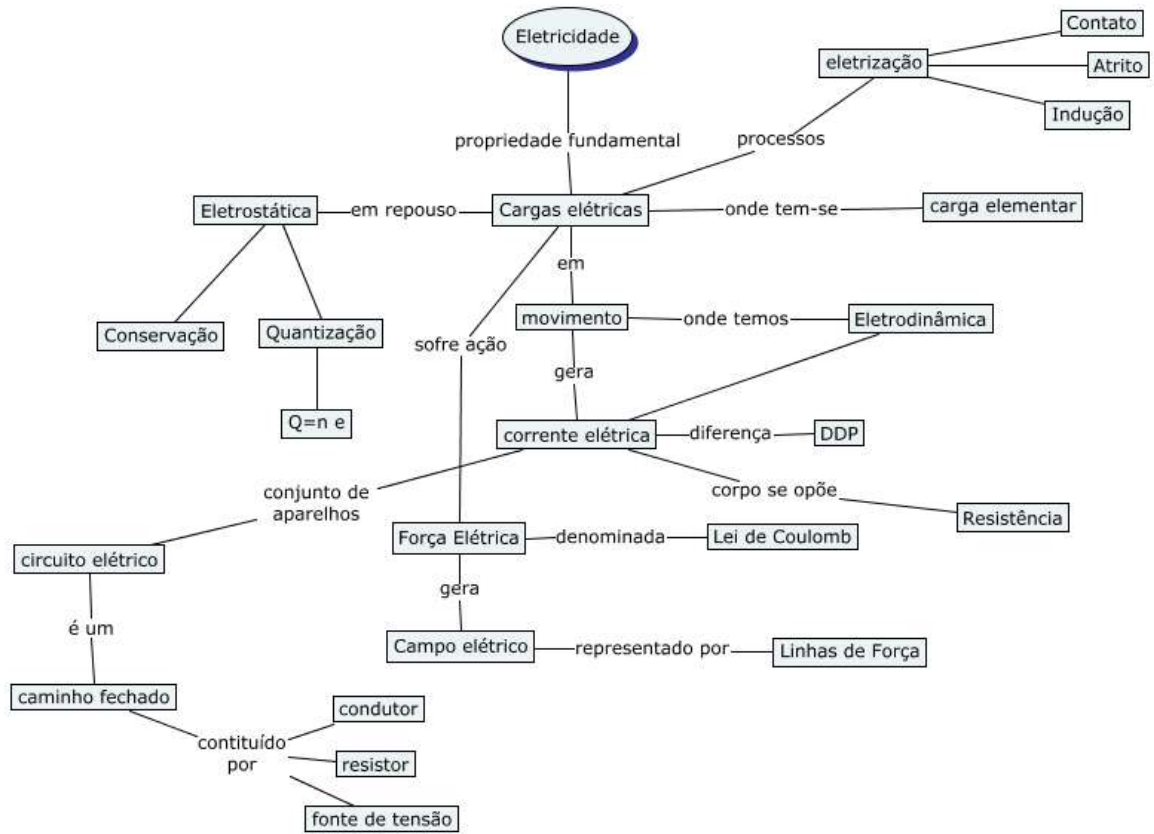 Eletricidade
Contato
eletrização
Atrito
Indução
propriedade fundamental
processos
Eletrostática
em repouso
Cargas elétricas
onde tem-se
carga elementar
em
movimento
onde temos
Eletrodinâmica
Conservação
Quantização
sofre ação
gera
Q=n e
corrente elétrica
diferença
DDP
conjunto de
aparelhos
corpo se opõe
Resistência
circuito elétrico
Força Elétrica
denominada
Lei de Coulomb
gera
é um
Campo elétrico
representado por
Linhas de Força
caminho fechado
condutor
contituído
por
resistor
fonte de tensão